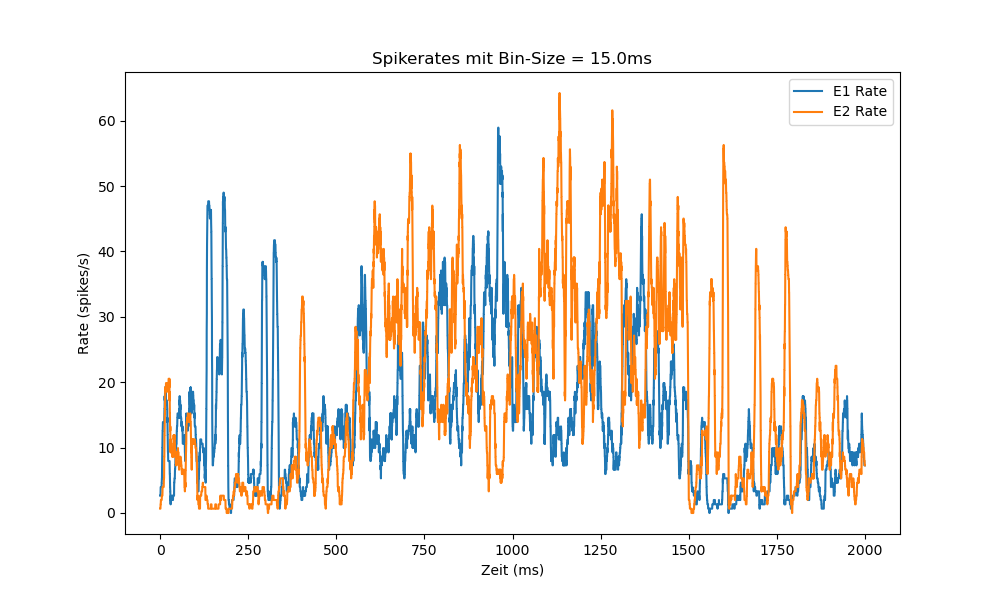 Spikerates mit Bin-Size = 15.0ms
E1 Rate
E2 Rate
Rate (spikes/s)
60
50
40
30
20
10
0
0 250 500 750 1000 1250 1500 1750 2000
Zeit (ms)